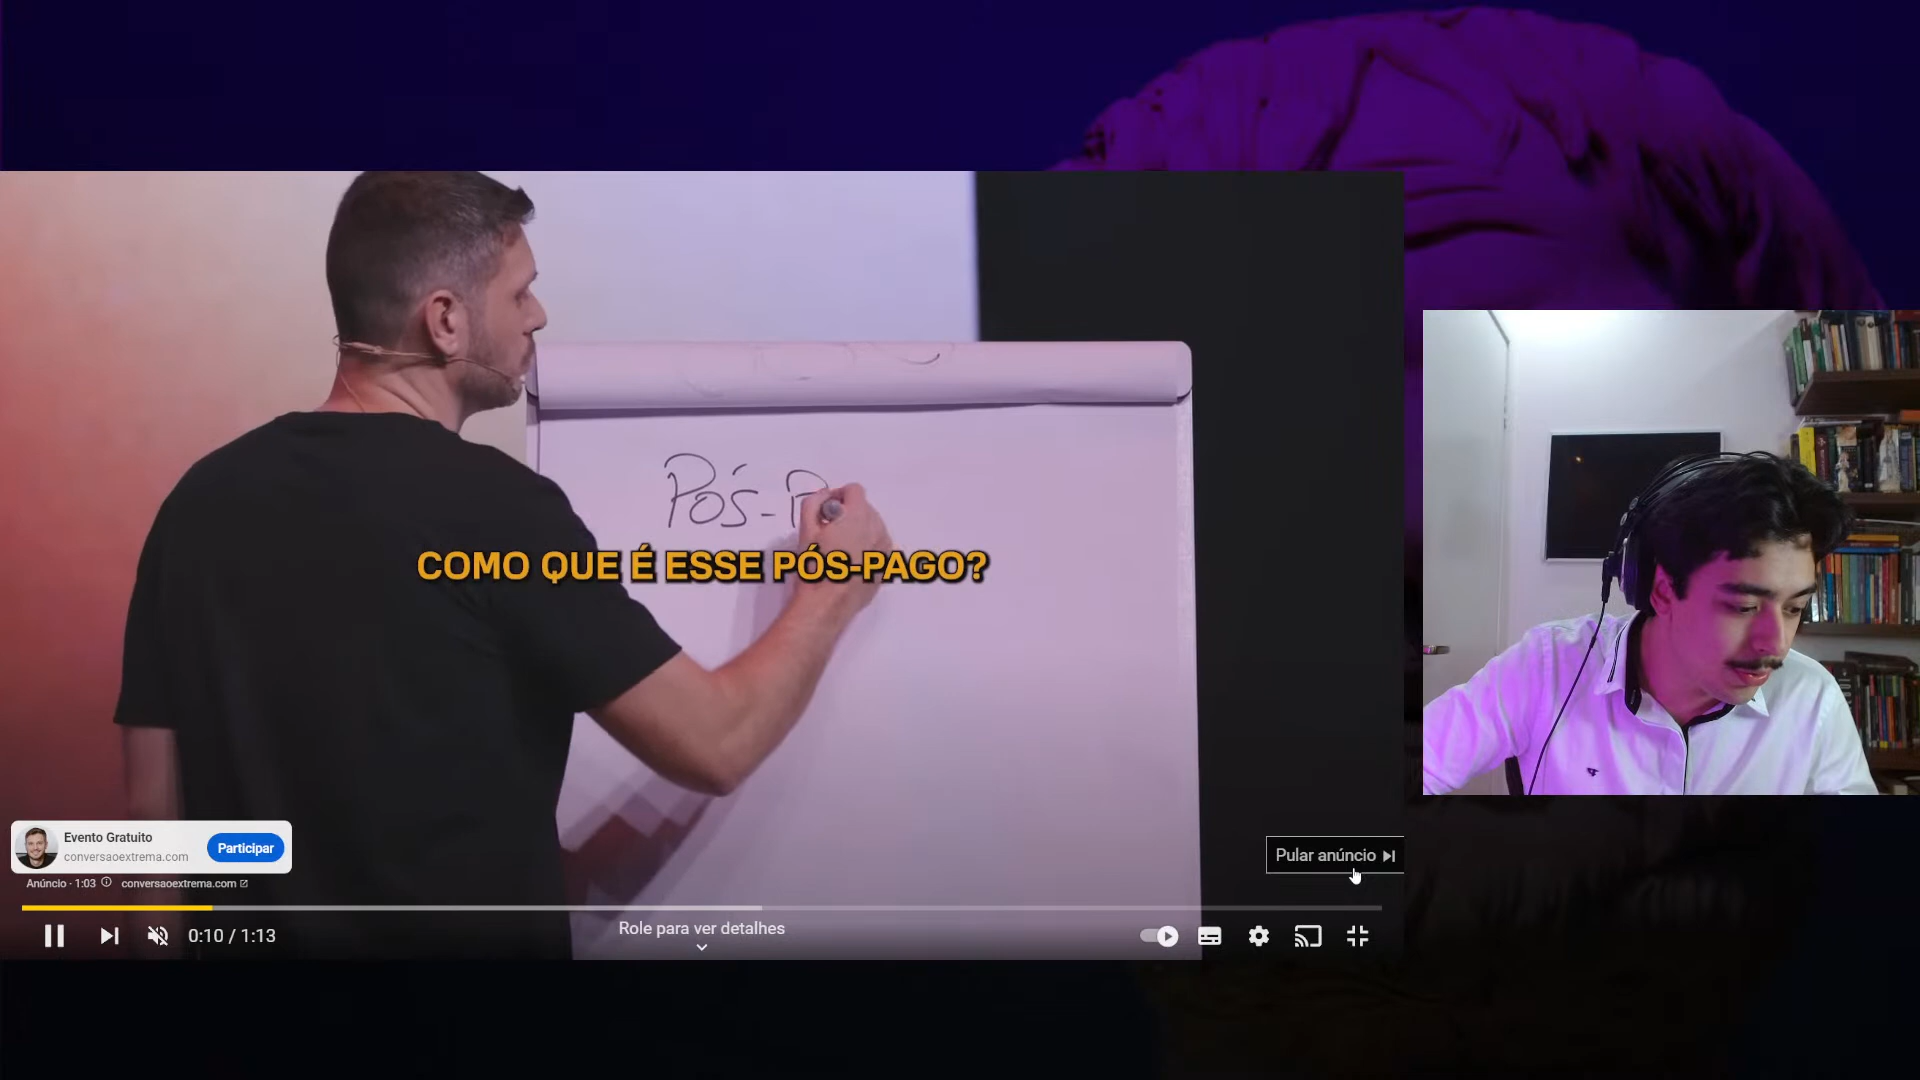 Pós-P
COMO QUE É ESSE PÓS-PAGO?
Evento Gratuito
conversaoextrema.com
Participar
Anúncio · 1:03
conversaoextrema.com
Pular anúncio
0:10 / 1:13
Role para ver detalhes